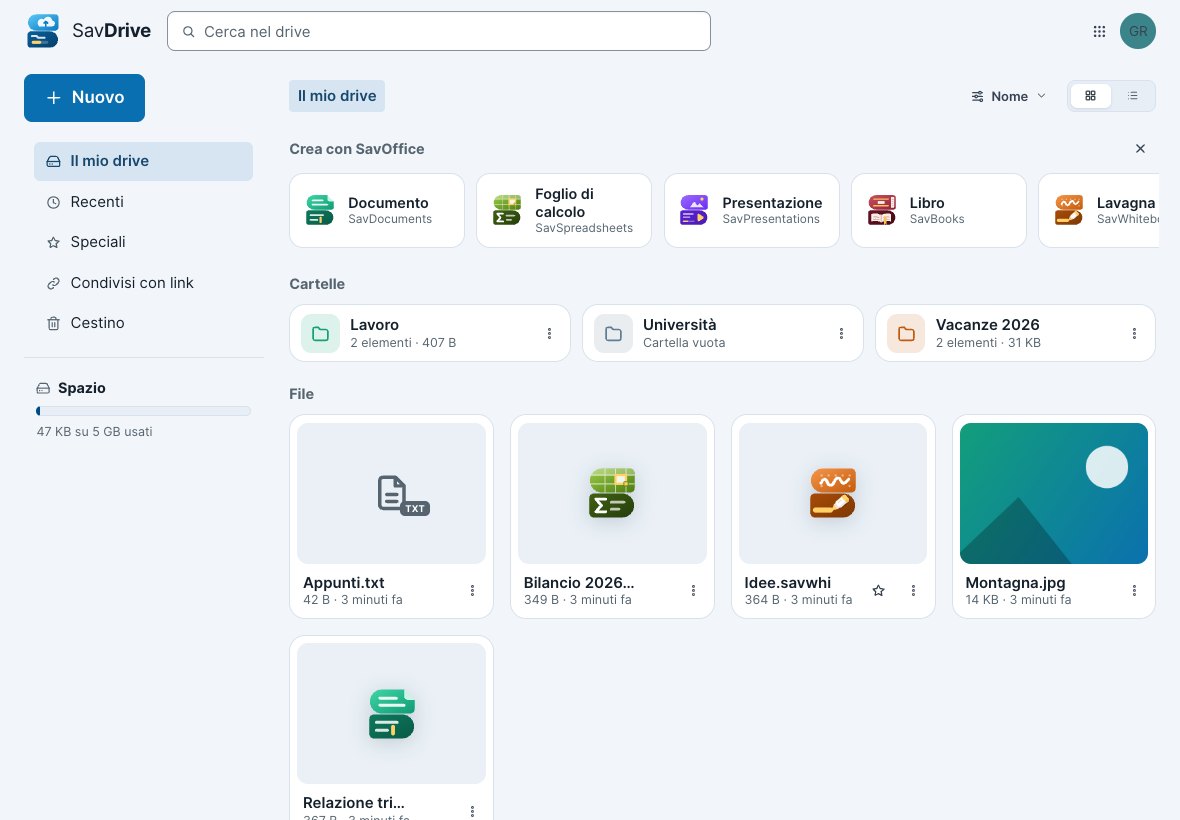 SavDrive
Cerca nel drive
GR
Nuovo
Il mio drive
Nome
Il mio drive
Recenti
Speciali
Condivisi con link
Cestino
Spazio
47 KB su 5 GB usati
Crea con SavOffice
Documento
SavDocuments
Foglio di
calcolo
SavSpreadsheets
Presentazione
SavPresentations
Libro
SavBooks
Lavagna
Cartelle
Lavoro
2 elementi · 407 B
Università
Cartella vuota
Vacanze 2026
2 elementi · 31 KB
File
TXT
Appunti.txt
42 B · 3 minuti fa
Bilancio 2026...
349 B · 3 minuti fa
Idee.savwhi
364 B · 3 minuti fa
Montagna.jpg
14 KB · 3 minuti fa
Relazione tri...
367 B · 3 minuti fa